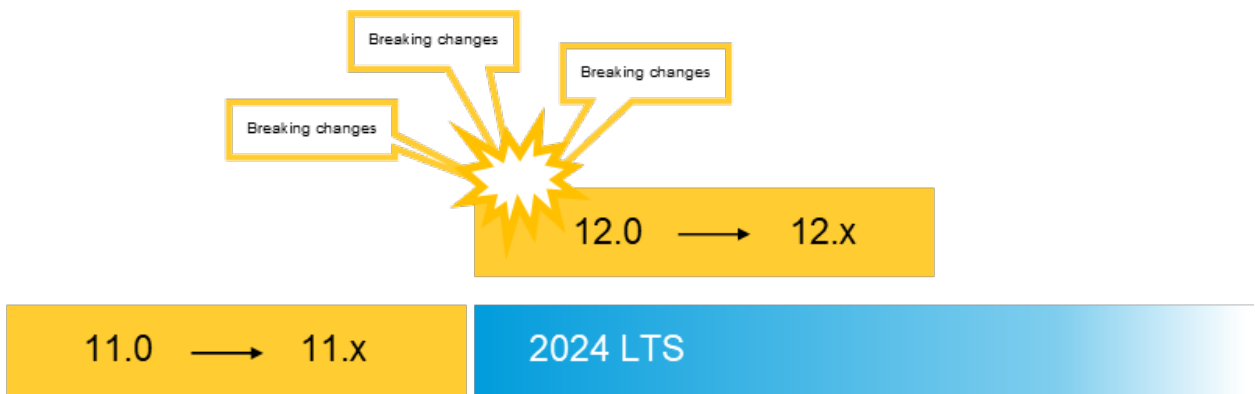 Breaking changes
Breaking changes
Breaking changes
12.0 → 12.x
11.0 → 11.x
2024 LTS